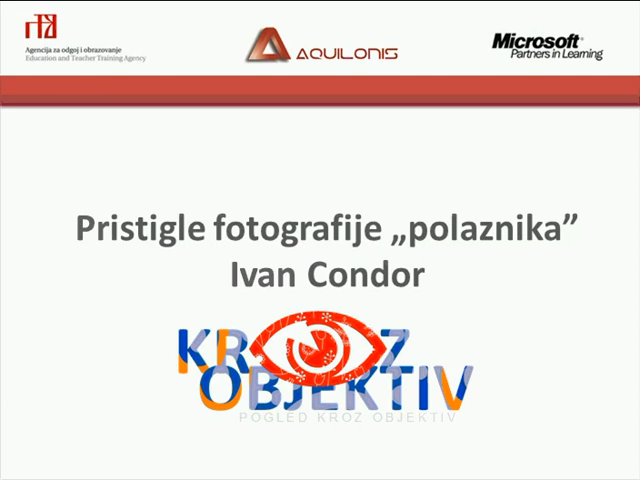 Agencija za odgoj i obrazovanje
Education and Teacher Training Agency
AQUILONIS
Microsoft®
Partners in Learning
Pristigle fotografije „polaznika”
Ivan Condor
KROZ
OBJEKTIV
POGLED KROZ OBJEKTIV